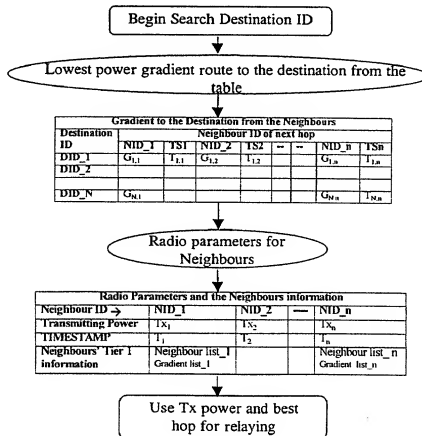 Begin Search Destination ID
Lowest power gradient route to the destination from the
table
Gradient to the Destination from the Neighbours
Destination ID Neighbour ID of next hop
NID_1 TS1 NID_2 TS2 -- -- NID_n TSn
DID_1 G1,1 T1,1 G1,2 T1,2 G1,n T1,n
DID_2
DID_N GN,1 GN,n TN,n
Radio parameters for
Neighbours
Radio Parameters and the Neighbours information
Neighbour ID → NID_1 NID_2 — NID_n
Transmitting Power Tx1 Tx2 Txn
TIMESTAMP T1 T2 Tn
Neighbours' Tier 1 Neighbour list_1 Neighbour list_n
information Gradient list_1 Gradient list_n
Use Tx power and best
hop for relaying